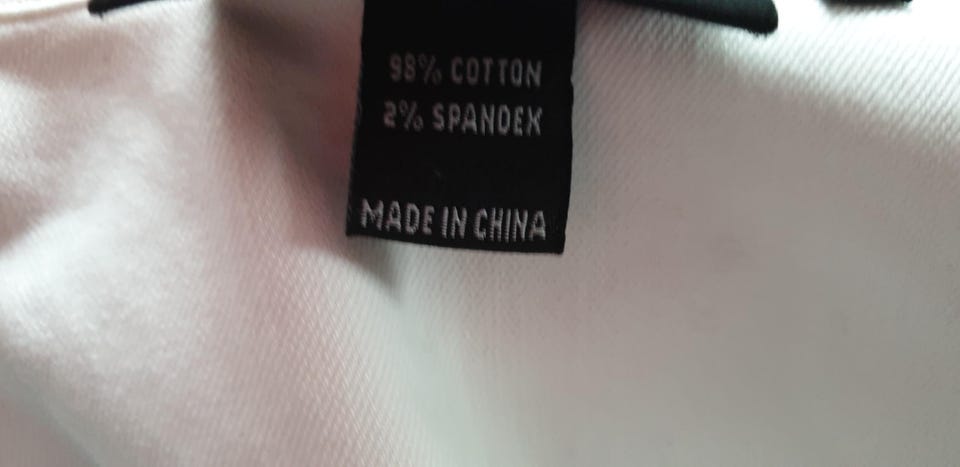 98% COTTON
2% SPANDEX
MADE IN CHINA